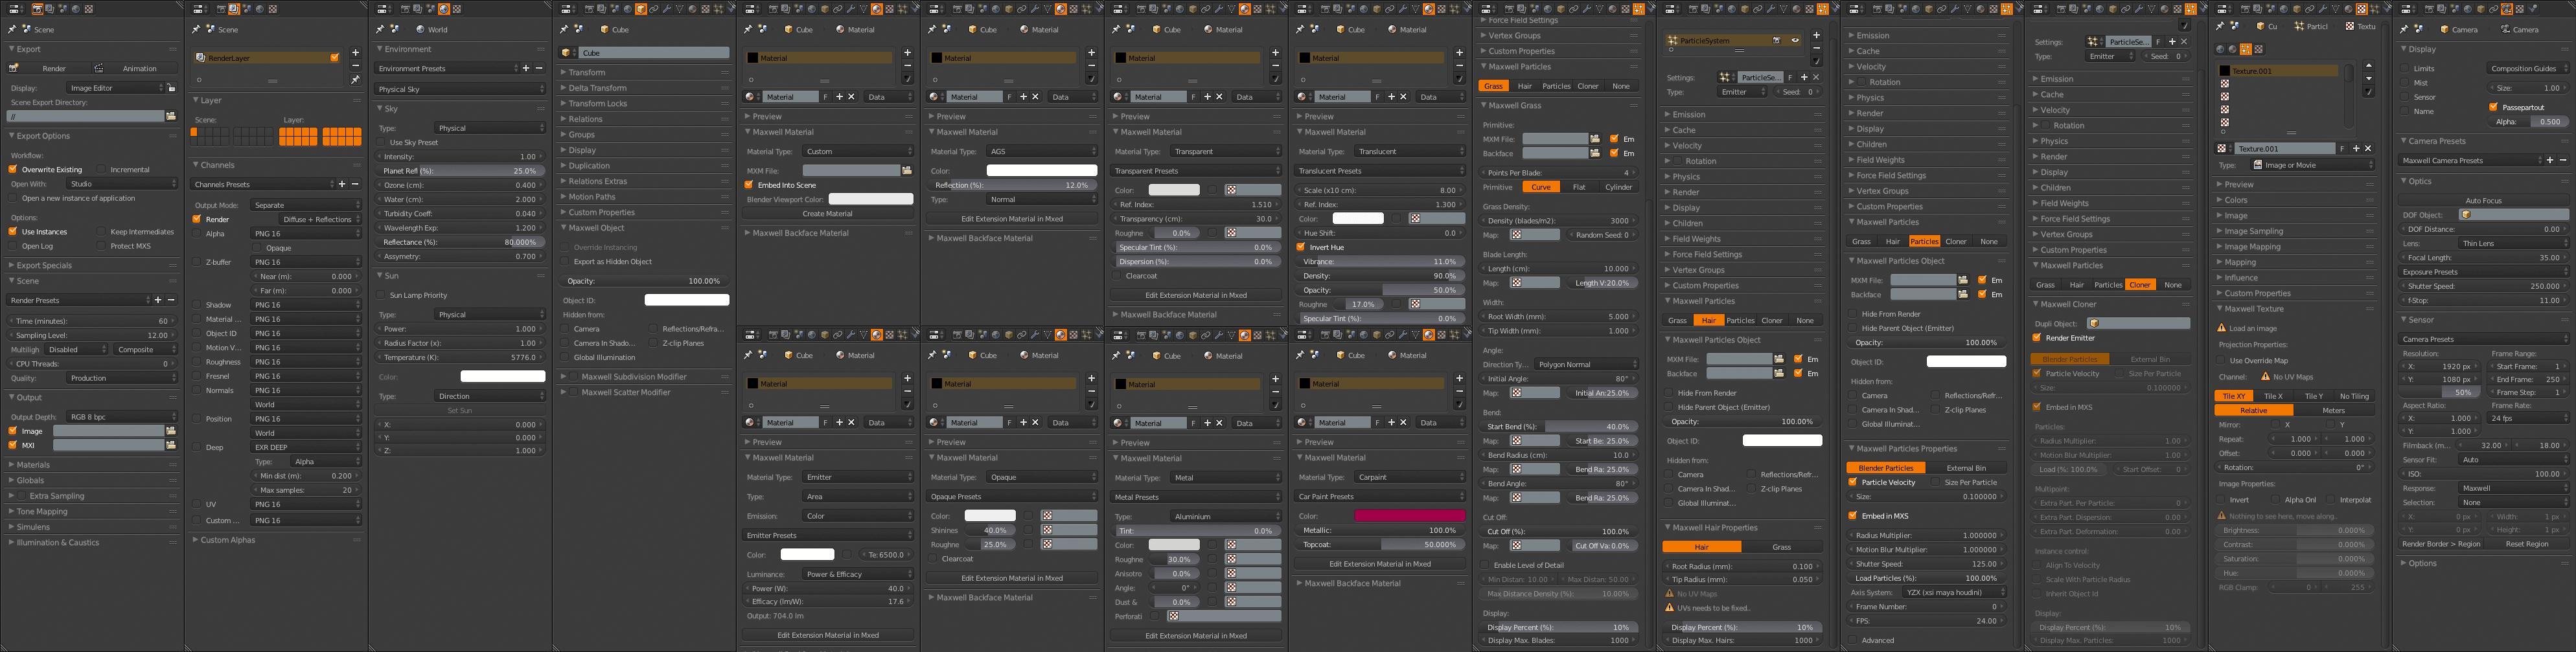 Scene
Export
Render
Animation
Display:
Image Editor
Scene Export Directory:
//
Export Options
Workflow:
Overwrite Existing
Incremental
Open With:
Studio
Open a new instance of application
Options:
Use Instances
Keep Intermediates
Open Log
Protect MXS
Export Specials
Scene
Render Presets
Time (minutes): 60
Sampling Level: 12.00
Multiligh
Disabled
Composite
CPU Threads: 0
Quality:
Production
Output
Output Depth:
RGB 8 bpc
Image
MXI
Materials
Globals
Extra Sampling
Tone Mapping
Simulens
Illumination & Caustics
Scene
RenderLayer
Layer
Scene:
Layer:
Channels
Channels Presets
Output Mode:
Separate
Render
Diffuse + Reflections
Alpha
PNG 16
Opaque
Z-buffer
PNG 16
Near (m): 0.000
Far (m): 0.000
Shadow
PNG 16
Material ...
PNG 16
Object ID
PNG 16
Motion V...
PNG 16
Roughness
PNG 16
Fresnel
PNG 16
Normals
PNG 16
World
Position
PNG 16
World
Deep
EXR DEEP
Type:
Alpha
Min dist (m): 0.200
Max samples: 20
UV
PNG 16
Custom ...
PNG 16
Custom Alphas
World
Environment
Environment Presets
Physical Sky
Sky
Type:
Physical
Use Sky Preset
Intensity: 1.00
Planet Refl (%): 25.0%
Ozone (cm): 0.400
Water (cm): 2.000
Turbidity Coeff: 0.040
Wavelength Exp: 1.200
Reflectance (%): 80.000%
Assymetry: 0.700
Sun
Sun Lamp Priority
Type:
Physical
Power: 1.000
Radius Factor (x): 1.00
Temperature (K): 5776.0
Color:
Type:
Direction
Set Sun
X: 0.000
Y: 0.000
Z: 1.000
Cube
Cube
Transform
Delta Transform
Transform Locks
Relations
Groups
Display
Duplication
Relations Extras
Motion Paths
Custom Properties
Maxwell Object
Override Instancing
Export as Hidden Object
Opacity: 100.00%
Object ID:
Hidden from:
Camera
Reflections/Refra...
Camera In Shado...
Z-clip Planes
Global Illumination
Maxwell Subdivision Modifier
Maxwell Scatter Modifier
Cube
Material
Material
Material
F
Data
Preview
Maxwell Material
Material Type:
Custom
MXM File:
Embed Into Scene
Blender Viewport Color:
Create Material
Maxwell Backface Material
Cube
Material
Material
Material
F
Data
Preview
Maxwell Material
Material Type:
Emitter
Type:
Area
Emission:
Color
Emitter Presets
Color:
Te: 6500.0
Luminance:
Power & Efficacy
Power (W): 40.0
Efficacy (lm/W): 17.6
Output: 704.0 lm
Edit Extension Material in Mxed
Cube
Material
Material
Material
F
Data
Preview
Maxwell Material
Material Type:
AGS
Color:
Reflection (%): 12.0%
Type:
Normal
Edit Extension Material in Mxed
Maxwell Backface Material
Cube
Material
Material
Material
F
Data
Preview
Maxwell Material
Material Type:
Opaque
Opaque Presets
Color:
Shinines
40.0%
Roughne
25.0%
Clearcoat
Edit Extension Material in Mxed
Maxwell Backface Material
Cube
Material
Material
Material
F
Data
Preview
Maxwell Material
Material Type:
Transparent
Transparent Presets
Color:
Ref. Index: 1.510
Transparency (cm): 30.0
Roughne
0.0%
Specular Tint (%): 0.0%
Dispersion (%): 0.0%
Clearcoat
Edit Extension Material in Mxed
Maxwell Backface Material
Cube
Material
Material
Material
F
Data
Preview
Maxwell Material
Material Type:
Metal
Metal Presets
Type:
Aluminium
Tint: 0.0%
Color:
Roughne
30.0%
Anisotro
0.0%
Angle:
0°
Dust &
0.0%
Perforati
Edit Extension Material in Mxed
Cube
Material
Material
Material
F
Data
Preview
Maxwell Material
Material Type:
Translucent
Translucent Presets
Scale (x10 cm): 8.00
Ref. Index: 1.300
Color:
Hue Shift: 0.0
Invert Hue
Vibrance: 11.0%
Density: 90.0%
Opacity: 50.0%
Roughne
17.0%
Specular Tint (%): 0.0%
Cube
Material
Material
Material
F
Data
Preview
Maxwell Material
Material Type:
Carpaint
Car Paint Presets
Color:
Metallic: 100.0%
Topcoat: 50.000%
Edit Extension Material in Mxed
Maxwell Backface Material
Force Field Settings
Vertex Groups
Custom Properties
Maxwell Particles
Grass
Hair
Particles
Cloner
None
Maxwell Grass
Primitive:
MXM File:
Em
Backface
Em
Points Per Blade: 4
Primitive
Curve
Flat
Cylinder
Grass Density:
Density (blades/m2): 3000
Map:
Random Seed: 0
Blade Length:
Length (cm): 10.000
Map:
Length V:20.0%
Width:
Root Width (mm): 5.000
Tip Width (mm): 1.000
Angle:
Direction Ty...
Polygon Normal
Initial Angle: 80°
Map:
Initial An:25.0%
Bend:
Start Bend (%): 40.0%
Map:
Start Be: 25.0%
Bend Radius (cm): 10.0
Map:
Bend Ra: 25.0%
Bend Angle: 80°
Map:
Bend Ra: 25.0%
Cut Off:
Cut Off (%): 100.0%
Map:
Cut Off Va: 0.0%
Enable Level of Detail
Min Distan: 10.00
Max Distan: 50.00
Max Distance Density (%): 10.00%
Display:
Display Percent (%): 10%
Display Max. Blades: 1000
ParticleSystem
Settings:
ParticleSe...
F
Type:
Emitter
Seed: 0
Emission
Cache
Velocity
Rotation
Physics
Render
Display
Children
Field Weights
Force Field Settings
Vertex Groups
Custom Properties
Maxwell Particles
Grass
Hair
Particles
Cloner
None
Maxwell Particles Object
MXM File:
Em
Backface
Em
Hide From Render
Hide Parent Object (Emitter)
Opacity: 100.00%
Object ID:
Hidden from:
Camera
Reflections/Refr...
Camera In Shad...
Z-clip Planes
Global Illuminat...
Maxwell Hair Properties
Hair
Grass
Root Radius (mm): 0.100
Tip Radius (mm): 0.050
No UV Maps
UVs need to be fixed..
Display Percent (%): 10%
Display Max. Hairs: 1000
Emission
Cache
Velocity
Rotation
Physics
Render
Display
Children
Field Weights
Force Field Settings
Vertex Groups
Custom Properties
Maxwell Particles
Grass
Hair
Particles
Cloner
None
Maxwell Particles Object
MXM File:
Em
Backface
Em
Hide From Render
Hide Parent Object (Emitter)
Opacity: 100.00%
Object ID:
Hidden from:
Camera
Reflections/Refr...
Camera In Shad...
Z-clip Planes
Global Illuminat...
Maxwell Particles Properties
Blender Particles
External Bin
Particle Velocity
Size Per Particle
Size: 0.100000
Embed in MXS
Radius Multiplier: 1.000000
Motion Blur Multiplier: 1.000000
Shutter Speed: 125.00
Load Particles (%): 100.00%
Axis System:
YZX (xsi maya houdini)
Frame Number: 0
FPS: 24.00
Advanced
Settings:
ParticleSe...
F
Type:
Emitter
Seed: 0
Emission
Cache
Velocity
Rotation
Physics
Render
Display
Children
Field Weights
Force Field Settings
Vertex Groups
Custom Properties
Maxwell Particles
Grass
Hair
Particles
Cloner
None
Maxwell Cloner
Dupli Object:
Render Emitter
Blender Particles
External Bin
Particle Velocity
Size Per Particle
Size: 0.100000
Embed in MXS
Particles:
Radius Multiplier: 1.00
Motion Blur Multiplier: 1.00
Load (%): 100.0%
Start Offset: 0
Multipoint:
Extra Part. Per Particle: 0
Extra Part. Dispersion: 0.00
Extra Part. Deformation: 0.00
Instance control:
Align To Velocity
Scale With Particle Radius
Inherit Object Id
Display:
Display Percent (%): 10%
Display Max. Particles: 1000
Cu
Particl
Textu
Texture.001
Texture.001
F
Type:
Image or Movie
Preview
Colors
Image
Image Sampling
Image Mapping
Mapping
Influence
Custom Properties
Maxwell Texture
Load an image
Projection Properties:
Use Override Map
Channel:
No UV Maps
Tile XY
Tile X
Tile Y
No Tiling
Relative
Meters
Mirror:
X
Y
Repeat: 1.000 1.000
Offset: 0.000 0.000
Rotation: 0°
Image Properties:
Invert
Alpha Onl
Interpolat
Nothing to see here, move along..
Brightness: 0.000%
Contrast: 0.000%
Saturation: 0.000%
Hue: 0.000%
RGB Clamp: 0 255
Camera
Camera
Display
Limits
Composition Guides
Mist
Size: 1.00
Sensor
Passepartout
Name
Alpha: 0.500
Camera Presets
Maxwell Camera Presets
Optics
Auto Focus
DOF Object:
DOF Distance: 0.00
Lens:
Thin Lens
Focal Length: 35.00
Exposure Presets
Shutter Speed: 250.000
f-Stop: 11.00
Sensor
Camera Presets
Resolution:
Frame Range:
X: 1920 px
Start Frame: 1
Y: 1080 px
End Frame: 250
50%
Frame Step: 1
Aspect Ratio:
Frame Rate:
X: 1.000
24 fps
Y: 1.000
Filmback (m... 32.00 18.00
Sensor Fit:
Auto
ISO: 100.00
Response:
Maxwell
Selection:
None
X: 0 px
Width: 1 px
Y: 0 px
Height: 1 px
Render Border > Region
Reset Region
Options